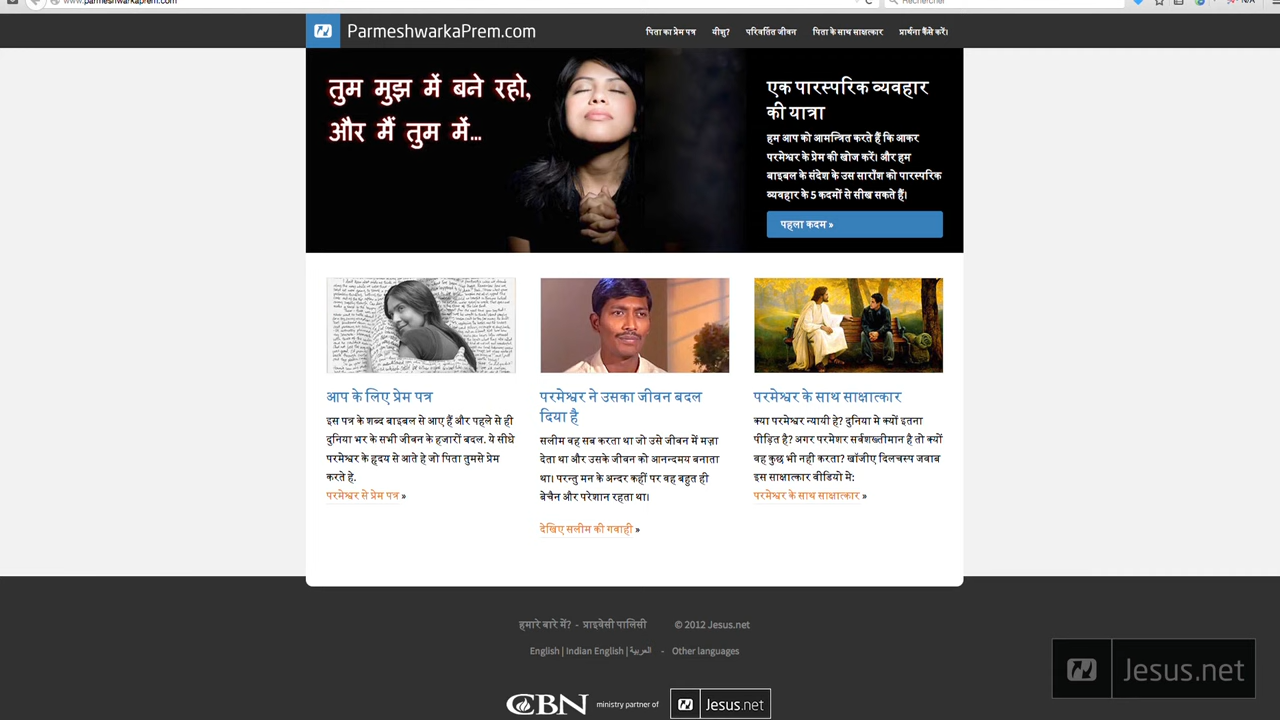 www.parmeshwarkaprem.com
Rechercher
ParmeshwarkaPrem.com
पिता का प्रेम पत्र
यीशु?
परिवर्तित जीवन
पिता के साथ साक्षात्कार
प्रार्थना कैंसे करें।
तुम मुझ में बने रहो,
और मैं तुम में...
एक पारस्परिक व्यवहार
की यात्रा
हम आप को आमन्त्रित करते हैं कि आकर
परमेश्वर के प्रेम की खोज करें। और हम
बाइबल के संदेश के उस सारांश को पारस्परिक
व्यवहार के 5 कदमों से सीख सकते हैं।
पहला कदम »
आप के लिए प्रेम पत्र
इस पत्र के शब्द बाइबल से आए हैं और पहले से ही
दुनिया भर के सभी जीवन के हजारों बदल. ये सीधे
परमेश्वर के हृदय से आते हे जो पिता तुमसे प्रेम
करते हे.
परमेश्वर से प्रेम पत्र »
परमेश्वर ने उसका जीवन बदल
दिया है
सलीम वह सब करता था जो उसे जीवन में मज़ा
देता था और उसके जीवन को आनन्दमय बनाता
था। परन्तु मन के अन्दर कहीं पर वह बहुत ही
बेचैन और परेशान रहता था।
देखिए सलीम की गवाही »
परमेश्वर के साथ साक्षात्कार
क्या परमेश्वर न्यायी हे? दुनिया मे क्यों इतना
पीड़ित है? अगर परमेशर सर्वशख्तीमान है तो क्यों
वह कुछ भी नही करता? खॉजीए दिलचस्प जवाब
इस साक्षात्कार वीडियो मे:
परमेश्वर के साथ साक्षात्कार »
हमारे बारे में? - प्राइवेसी पालिसी © 2012 Jesus.net
English | Indian English | العربية - Other languages
CBN ministry partner of Jesus.net
Jesus.net